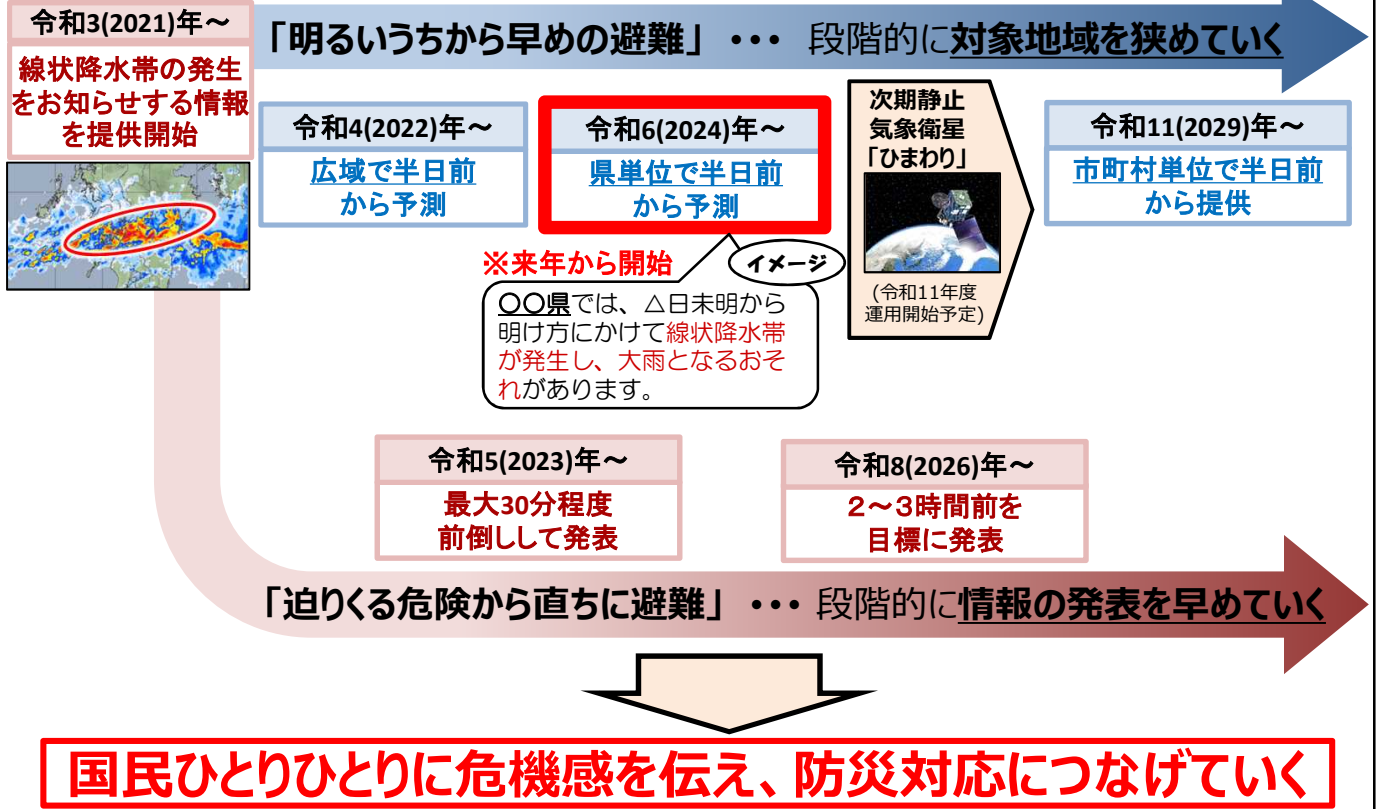 令和3(2021)年～
線状降水帯の発生
をお知らせする情報
を提供開始
「明るいうちから早めの避難」 ・・・ 段階的に対象地域を狭めていく
令和4(2022)年～
広域で半日前
から予測
令和6(2024)年～
県単位で半日前
から予測
※来年から開始
イメージ
〇〇県では、△日未明から
明け方にかけて線状降水帯
が発生し、大雨となるおそ
れがあります。
次期静止
気象衛星
「ひまわり」
(令和11年度
運用開始予定)
令和11(2029)年～
市町村単位で半日前
から提供
令和5(2023)年～
最大30分程度
前倒しして発表
令和8(2026)年～
２～３時間前を
目標に発表
「迫りくる危険から直ちに避難」 ・・・ 段階的に情報の発表を早めていく
国民ひとりひとりに危機感を伝え、防災対応につなげていく